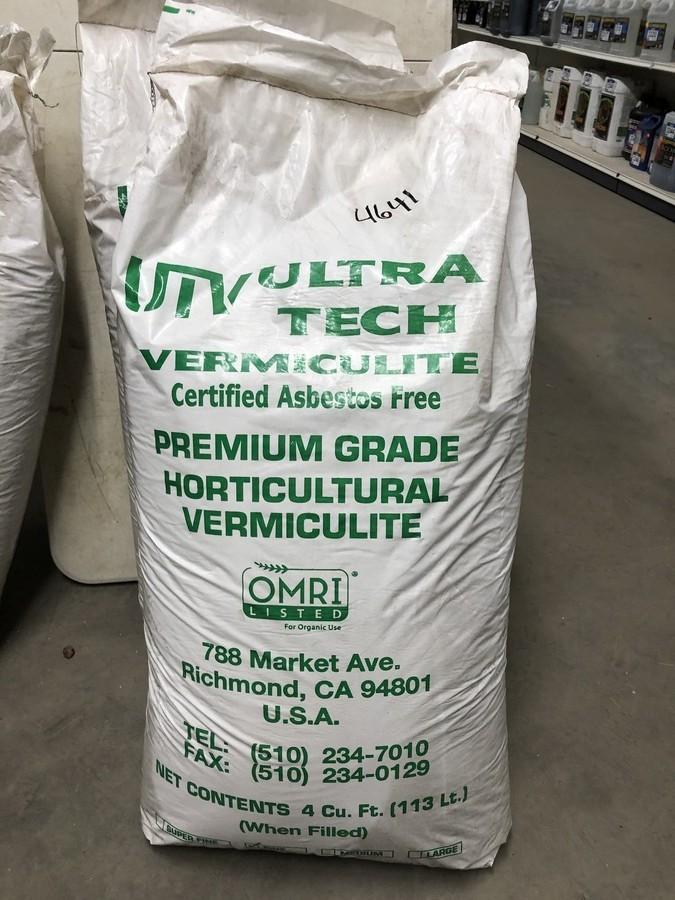 4641
UTV ULTRA
TECH
VERMICULITE
Certified Asbestos Free
PREMIUM GRADE
HORTICULTURAL
VERMICULITE
OMRI ®
LISTED
For Organic Use
788 Market Ave.
Richmond, CA 94801
U.S.A.
TEL: (510) 234-7010
FAX: (510) 234-0129
NET CONTENTS 4 Cu. Ft. (113 Lt.)
(When Filled)
SUPER FINE FINE MEDIUM LARGE